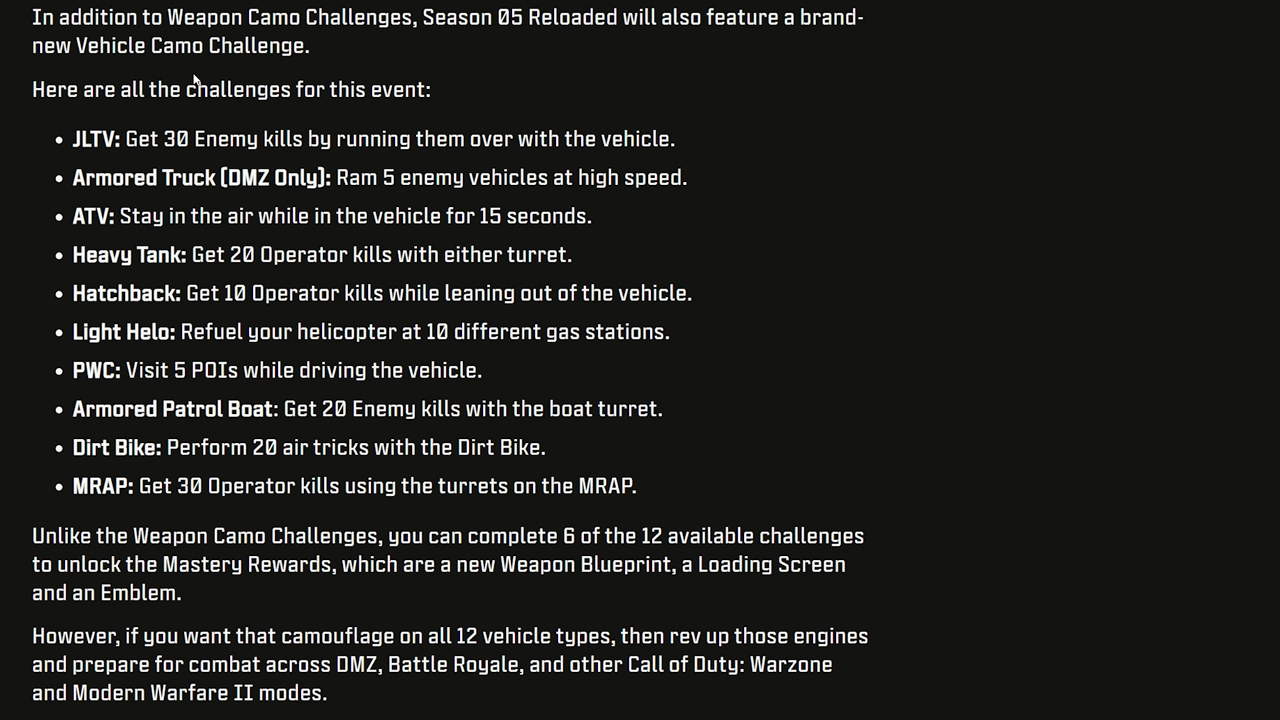 In addition to Weapon Camo Challenges, Season 05 Reloaded will also feature a brand-
new Vehicle Camo Challenge.
Here are all the challenges for this event:
• JLTV: Get 30 Enemy kills by running them over with the vehicle.
• Armored Truck (DMZ Only): Ram 5 enemy vehicles at high speed.
• ATV: Stay in the air while in the vehicle for 15 seconds.
• Heavy Tank: Get 20 Operator kills with either turret.
• Hatchback: Get 10 Operator kills while leaning out of the vehicle.
• Light Helo: Refuel your helicopter at 10 different gas stations.
• PWC: Visit 5 POIs while driving the vehicle.
• Armored Patrol Boat: Get 20 Enemy kills with the boat turret.
• Dirt Bike: Perform 20 air tricks with the Dirt Bike.
• MRAP: Get 30 Operator kills using the turrets on the MRAP.
Unlike the Weapon Camo Challenges, you can complete 6 of the 12 available challenges
to unlock the Mastery Rewards, which are a new Weapon Blueprint, a Loading Screen
and an Emblem.
However, if you want that camouflage on all 12 vehicle types, then rev up those engines
and prepare for combat across DMZ, Battle Royale, and other Call of Duty: Warzone
and Modern Warfare II modes.